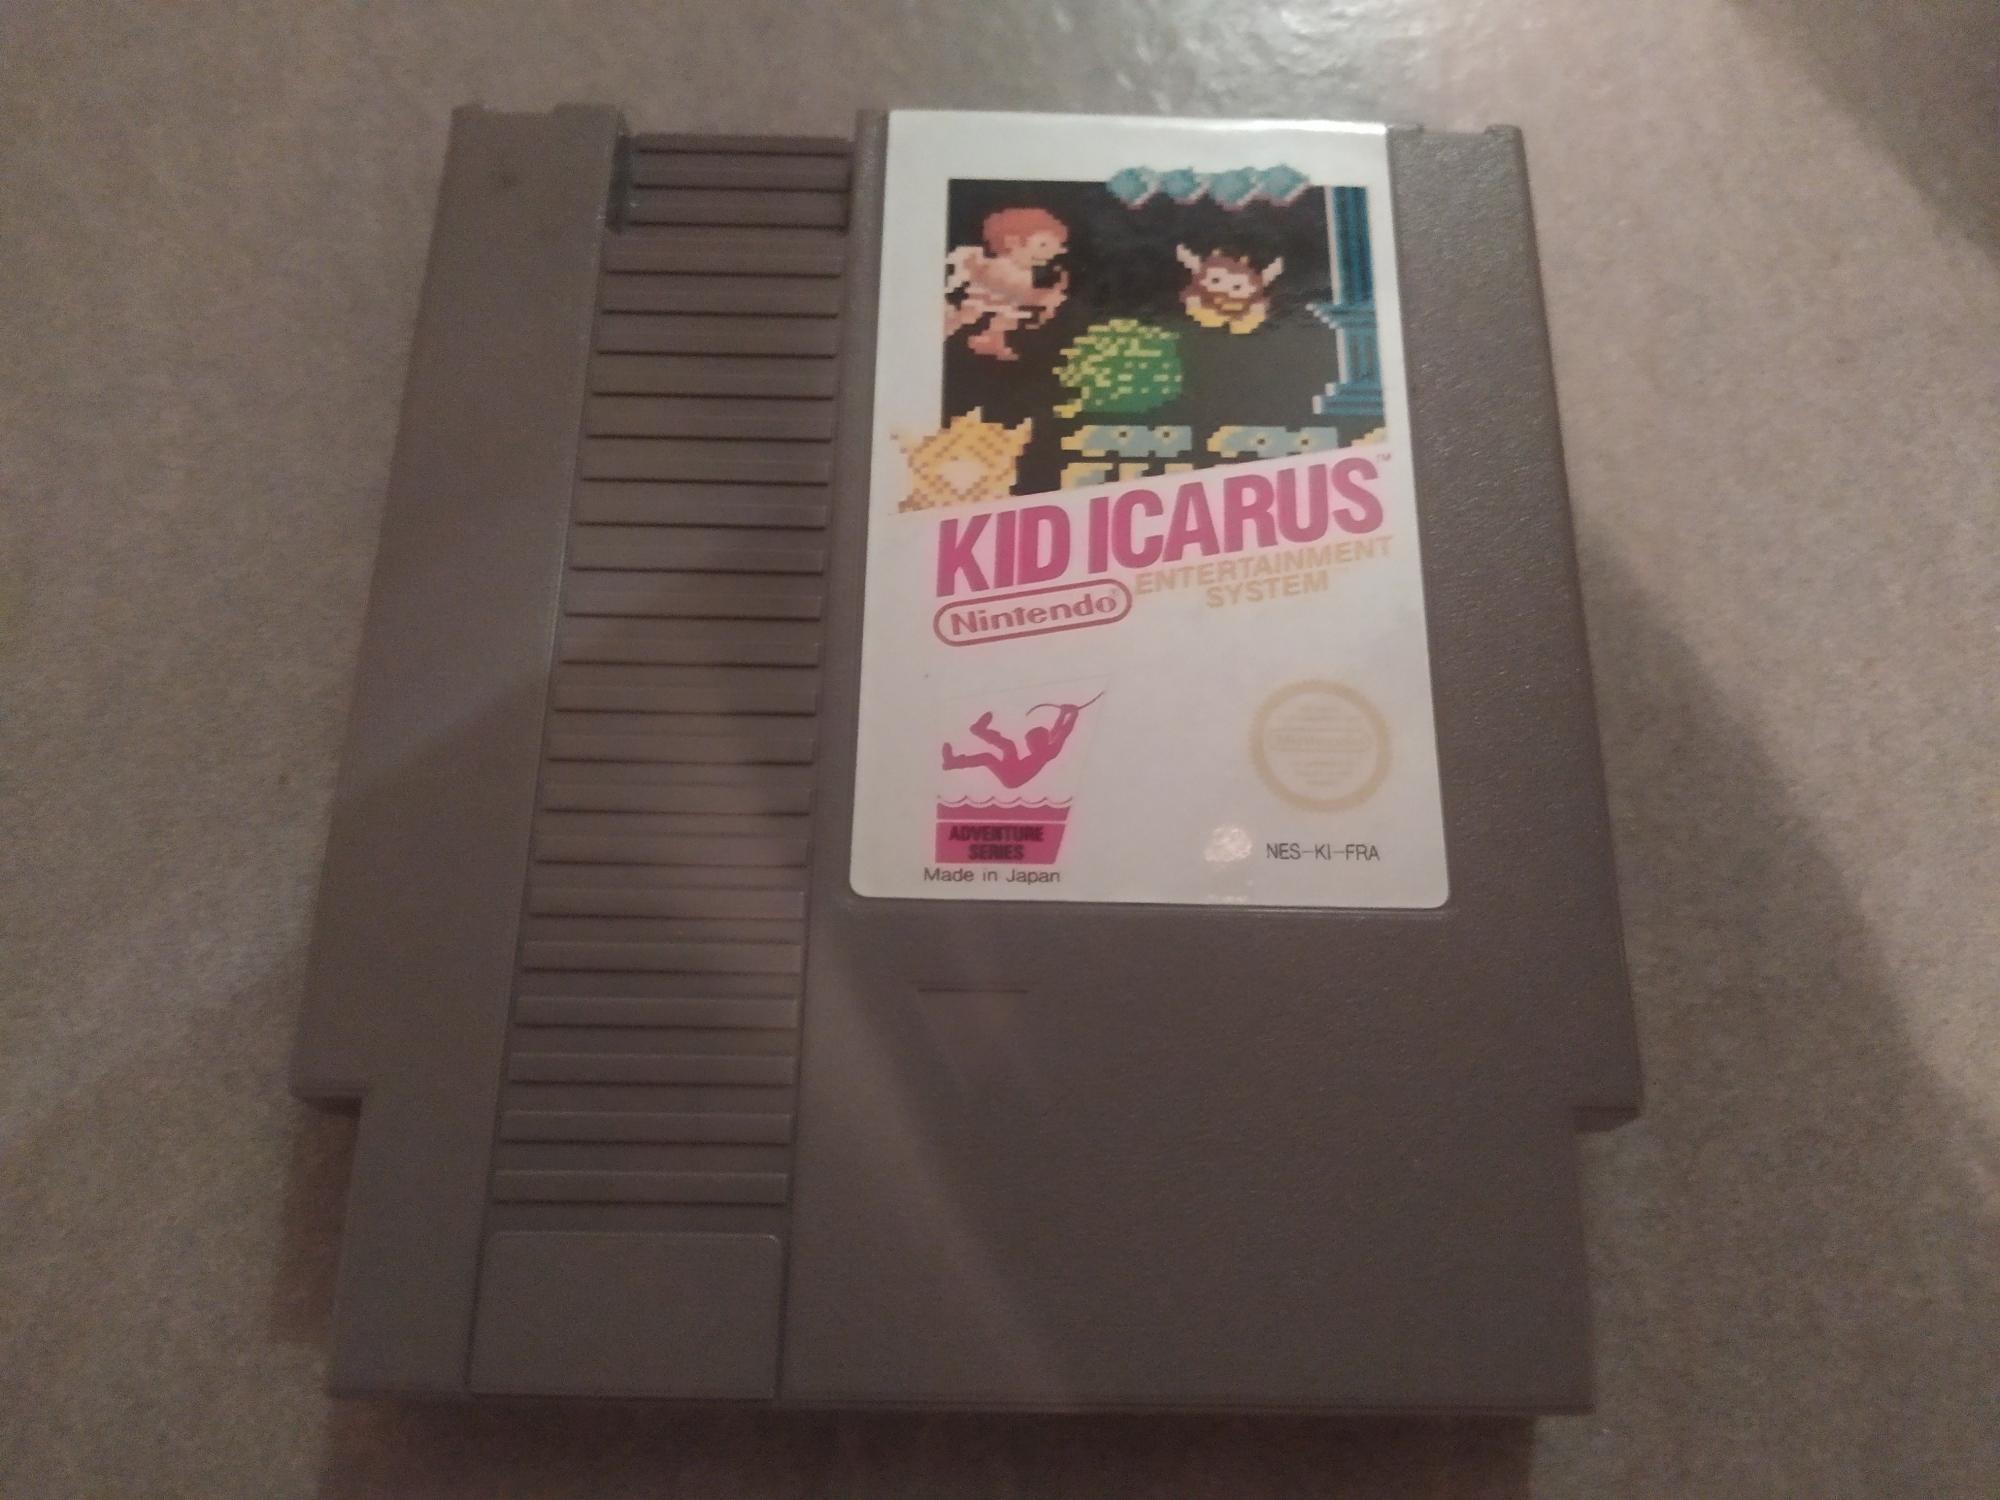 KID ICARUS™
Nintendo®
ENTERTAINMENT
SYSTEM
ADVENTURE
SERIES
Made in Japan
NES-KI-FRA